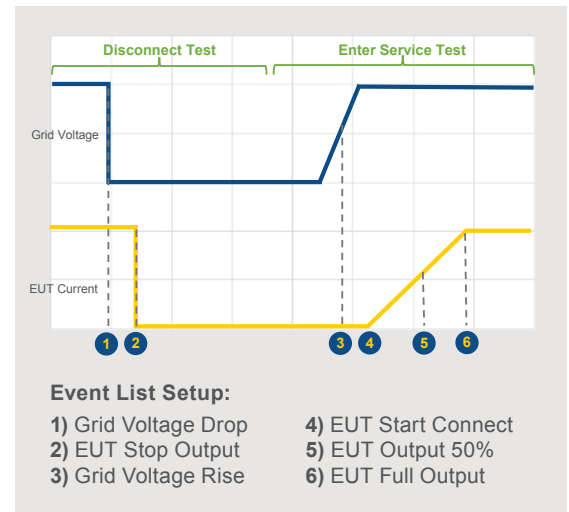 Disconnect Test
Enter Service Test
Grid Voltage
EUT Current
1 2 3 4 5 6
Event List Setup:
1) Grid Voltage Drop
2) EUT Stop Output
3) Grid Voltage Rise
4) EUT Start Connect
5) EUT Output 50%
6) EUT Full Output